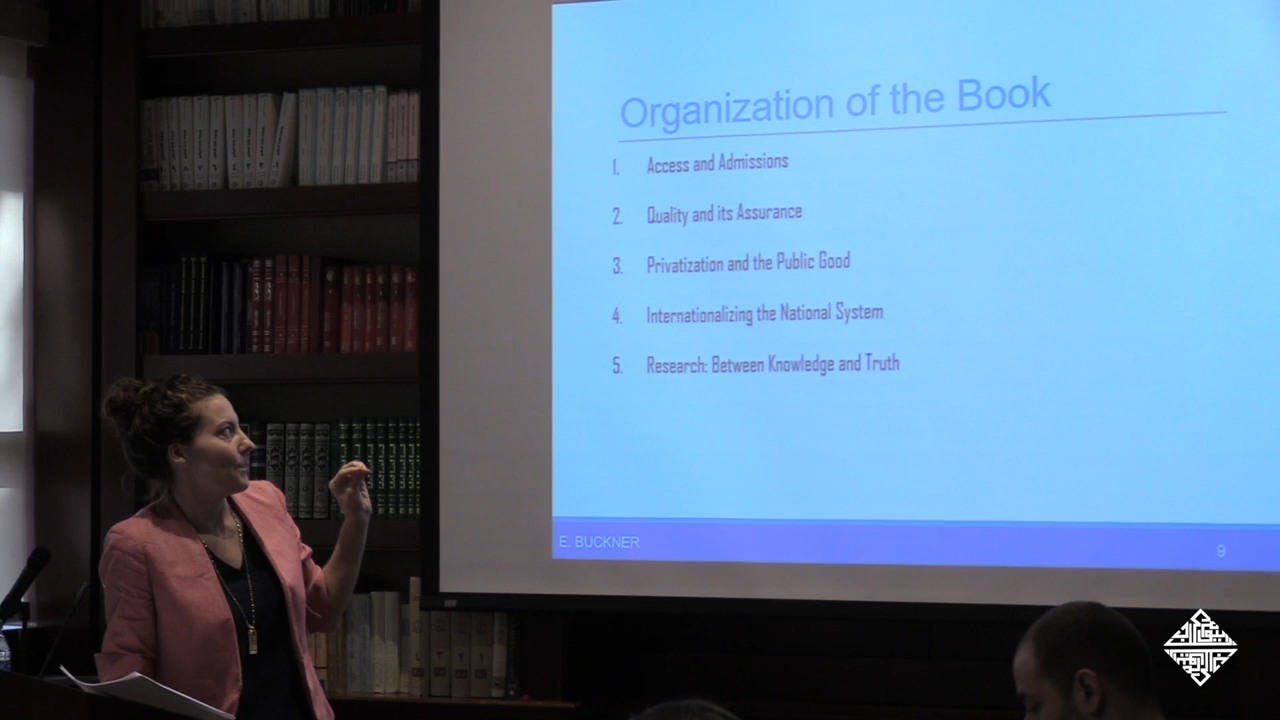 Organization of the Book
1. Access and Admissions
2. Quality and its Assurance
3. Privatization and the Public Good
4. Internationalizing the National System
5. Research: Between Knowledge and Truth
E. BUCKNER
9